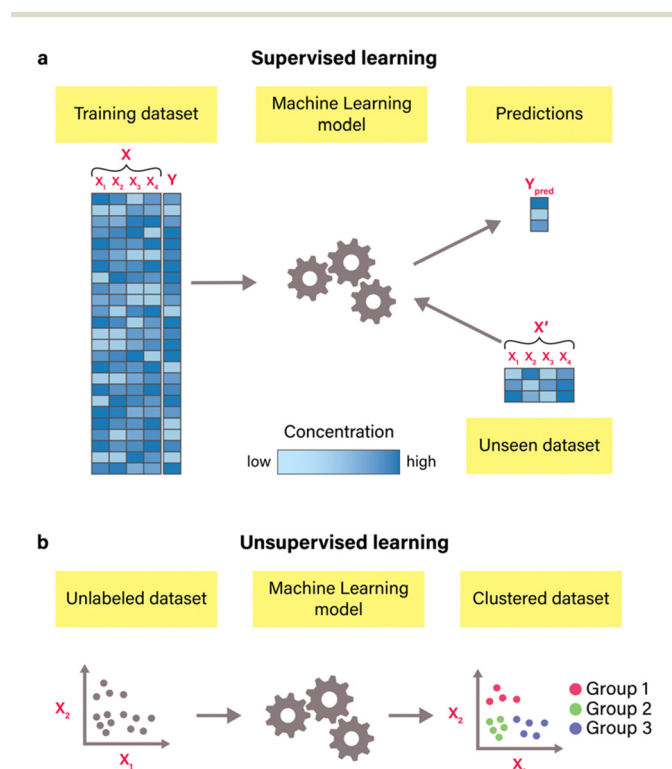 a
Supervised learning
Training dataset
Machine Learning
model
Predictions
X
X₁ X₂ X₃ X₄ Y
Y pred
X'
X₁ X₂ X₃ X₄
Concentration
low
high
Unseen dataset
b
Unsupervised learning
Unlabeled dataset
Machine Learning
model
Clustered dataset
X₂
X₁
X₂
Group 1
Group 2
Group 3